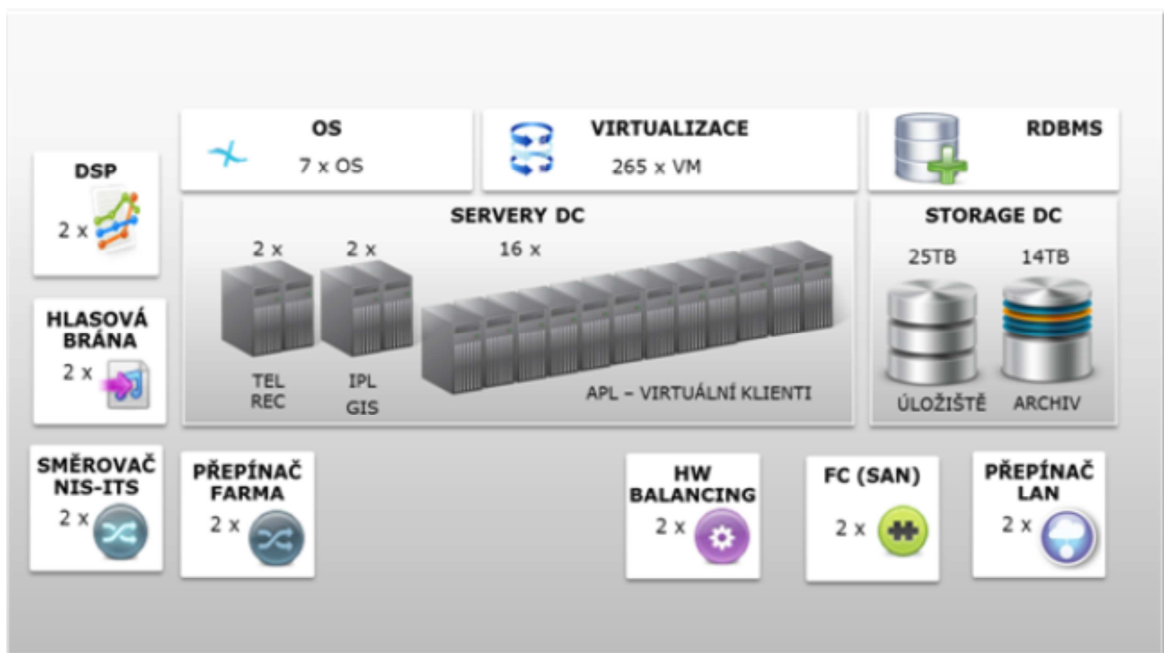 OS
7 x OS
VIRTUALIZACE
265 x VM
RDBMS
DSP
2 x
SERVERY DC
2 x
2 x
16 x
TEL
REC
IPL
GIS
APL – VIRTUÁLNÍ KLIENTI
STORAGE DC
25TB
14TB
ÚLOŽIŠTĚ
ARCHIV
HLASOVÁ
BRÁNA
2 x
SMĚROVAČ
NIS-ITS
2 x
PŘEPÍNAČ
FARMA
2 x
HW
BALANCING
2 x
FC (SAN)
2 x
PŘEPÍNAČ
LAN
2 x